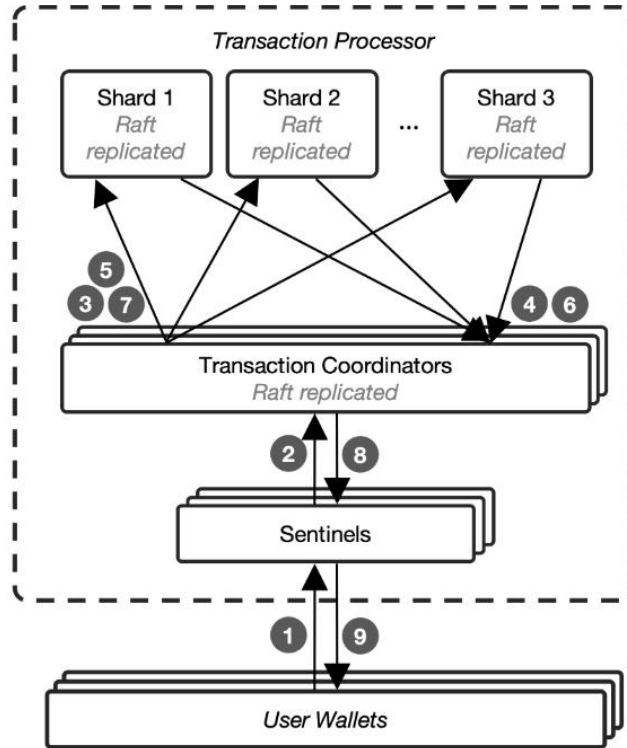 Transaction Processor
Shard 1
Raft
replicated
Shard 2
Raft
replicated
...
Shard 3
Raft
replicated
5
3 7
4 6
Transaction Coordinators
Raft replicated
2 8
Sentinels
1 9
User Wallets